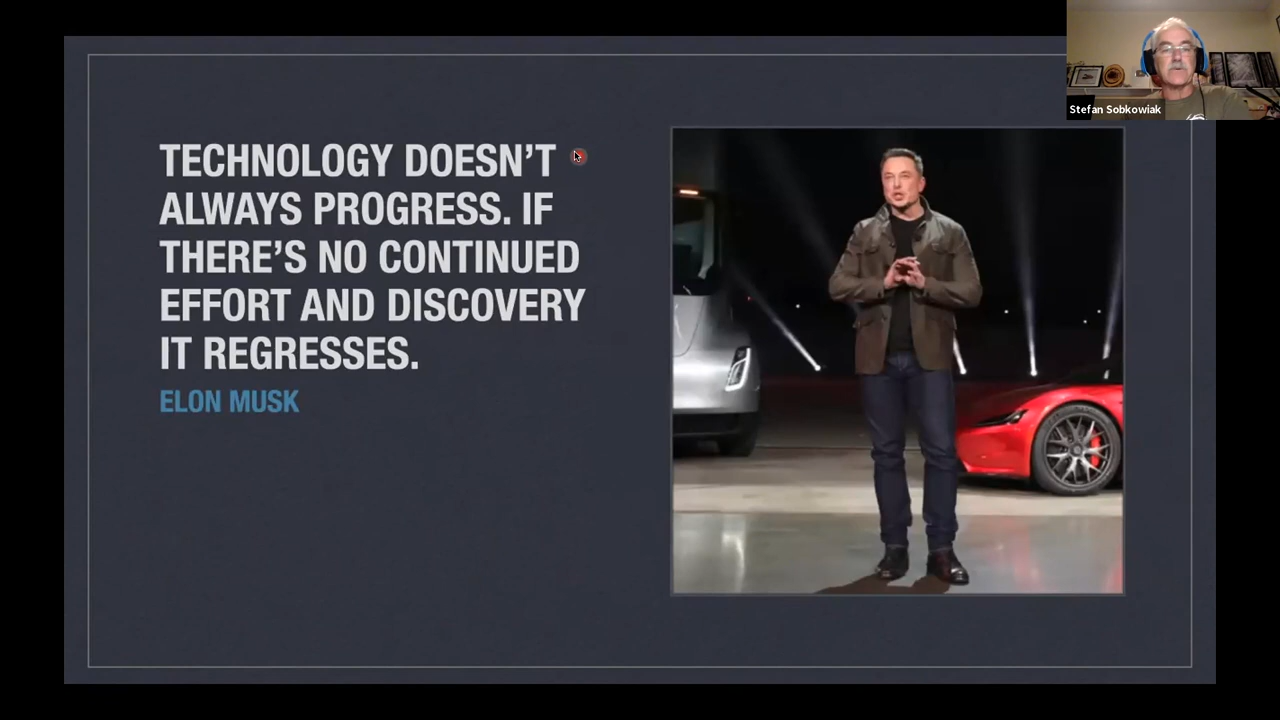 TECHNOLOGY DOESN’T
ALWAYS PROGRESS. IF
THERE’S NO CONTINUED
EFFORT AND DISCOVERY
IT REGRESSES.
ELON MUSK
Stefan Sobkowiak